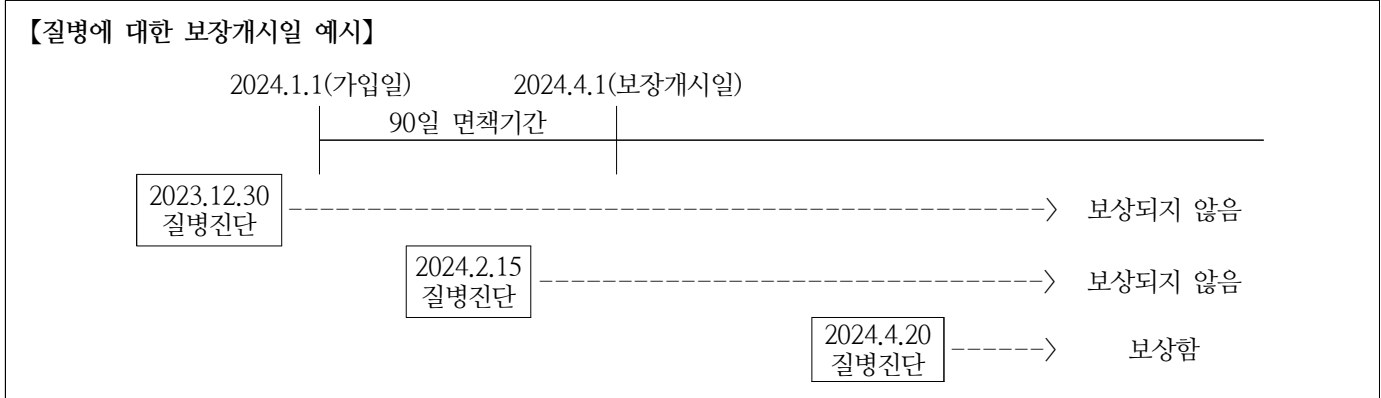 【질병에 대한 보장개시일 예시】
2024.1.1(가입일) 2024.4.1(보장개시일)
90일 면책기간
2023.12.30
질병진단
보상되지 않음
2024.2.15
질병진단
보상되지 않음
2024.4.20
질병진단
보상함